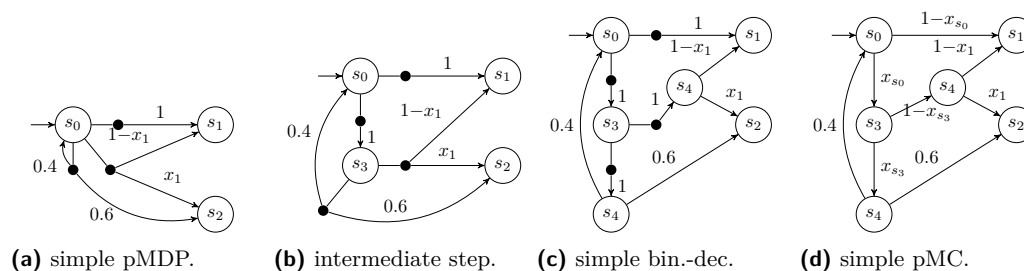 s₀ 1 s₁
1−x₁
0.4
x₁
0.6
s₂
(a) simple pMDP.
s₀ 1 s₁
1−x₁
0.4
1
s₃ x₁ s₂
0.6
(b) intermediate step.
s₀ 1 s₁
1−x₁
1 s₄
1 x₁
s₃ s₂
0.4 0.6
1
s₄
(c) simple bin.-dec.
s₀ 1−xₛ₀ s₁
1−x₁
xₛ₀ s₄
x₁
s₃ 1−xₛ₃ s₂
0.4 0.6
xₛ₃
s₄
(d) simple pMC.